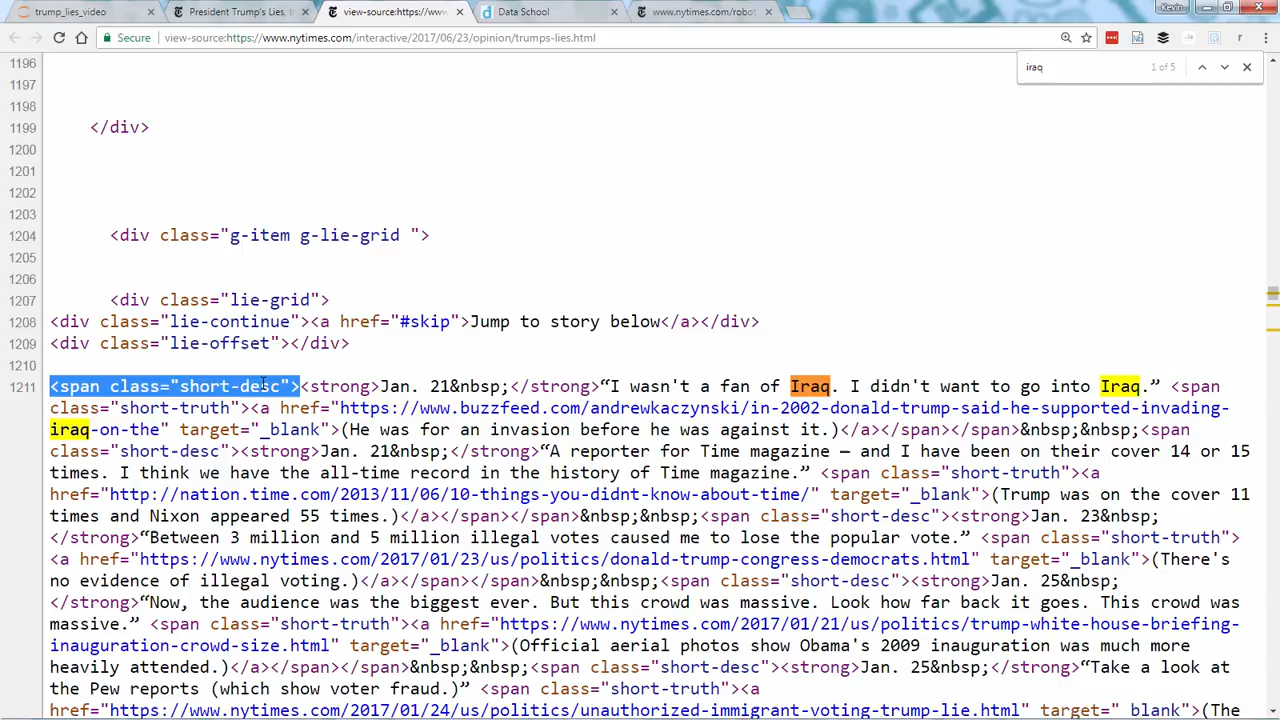 trump_lies_video
President Trump's Lies, th
view-source:https://www
Data School
www.nytimes.com/robot
Kevin
Secure
view-source:https://www.nytimes.com/interactive/2017/06/23/opinion/trumps-lies.html
iraq
1 of 5
1196
1197
1198
1199 </div>
1200
1201
1202
1203
1204 <div class="g-item g-lie-grid ">
1205
1206
1207 <div class="lie-grid">
1208 <div class="lie-continue"><a href="#skip">Jump to story below</a></div>
1209 <div class="lie-offset"></div>
1210
1211 <span class="short-desc"><strong>Jan. 21&nbsp;</strong>“I wasn't a fan of Iraq. I didn't want to go into Iraq.” <span
class="short-truth"><a href="https://www.buzzfeed.com/andrewkaczynski/in-2002-donald-trump-said-he-supported-invading-
iraq-on-the" target="_blank">(He was for an invasion before he was against it.)</a></span></span>&nbsp;&nbsp;<span
class="short-desc"><strong>Jan. 21&nbsp;</strong>“A reporter for Time magazine — and I have been on their cover 14 or 15
times. I think we have the all-time record in the history of Time magazine.” <span class="short-truth"><a
href="http://nation.time.com/2013/11/06/10-things-you-didnt-know-about-time/" target="_blank">(Trump was on the cover 11
times and Nixon appeared 55 times.)</a></span></span>&nbsp;&nbsp;<span class="short-desc"><strong>Jan. 23&nbsp;
</strong>“Between 3 million and 5 million illegal votes caused me to lose the popular vote.” <span class="short-truth">
<a href="https://www.nytimes.com/2017/01/23/us/politics/donald-trump-congress-democrats.html" target="_blank">(There's
no evidence of illegal voting.)</a></span></span>&nbsp;&nbsp;<span class="short-desc"><strong>Jan. 25&nbsp;
</strong>“Now, the audience was the biggest ever. But this crowd was massive. Look how far back it goes. This crowd was
massive.” <span class="short-truth"><a href="https://www.nytimes.com/2017/01/21/us/politics/trump-white-house-briefing-
inauguration-crowd-size.html" target="_blank">(Official aerial photos show Obama's 2009 inauguration was much more
heavily attended.)</a></span></span>&nbsp;&nbsp;<span class="short-desc"><strong>Jan. 25&nbsp;</strong>“Take a look at
the Pew reports (which show voter fraud.)” <span class="short-truth"><a
href="https://www.nytimes.com/2017/01/24/us/politics/unauthorized-immigrant-voting-trump-lie.html" target="_blank">(The